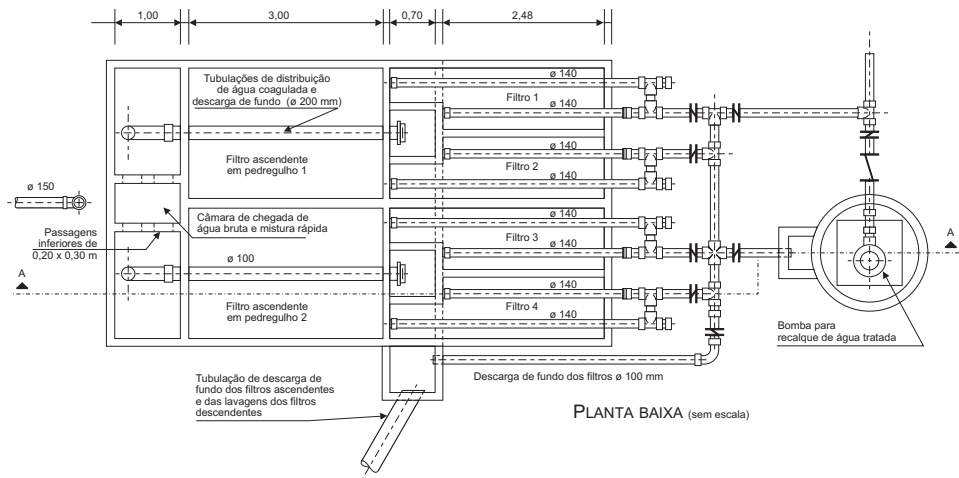 1,00
3,00
0,70
2,48
Tubulações de distribuição
de água coagulada e
descarga de fundo (ø 200 mm)
ø 140
Filtro 1
ø 140
ø 140
Filtro 2
ø 140
Filtro ascendente
em pedregulho 1
ø 150
Câmara de chegada de
água bruta e mistura rápida
Passagens
inferiores de
0,20 x 0,30 m
ø 140
Filtro 3
ø 140
ø 100
A
A
ø 140
Filtro 4
ø 140
Filtro ascendente
em pedregulho 2
Bomba para
recalque de água tratada
Tubulação de descarga de
fundo dos filtros ascendentes
e das lavagens dos filtros
descendentes
Descarga de fundo dos filtros ø 100 mm
PLANTA BAIXA (sem escala)